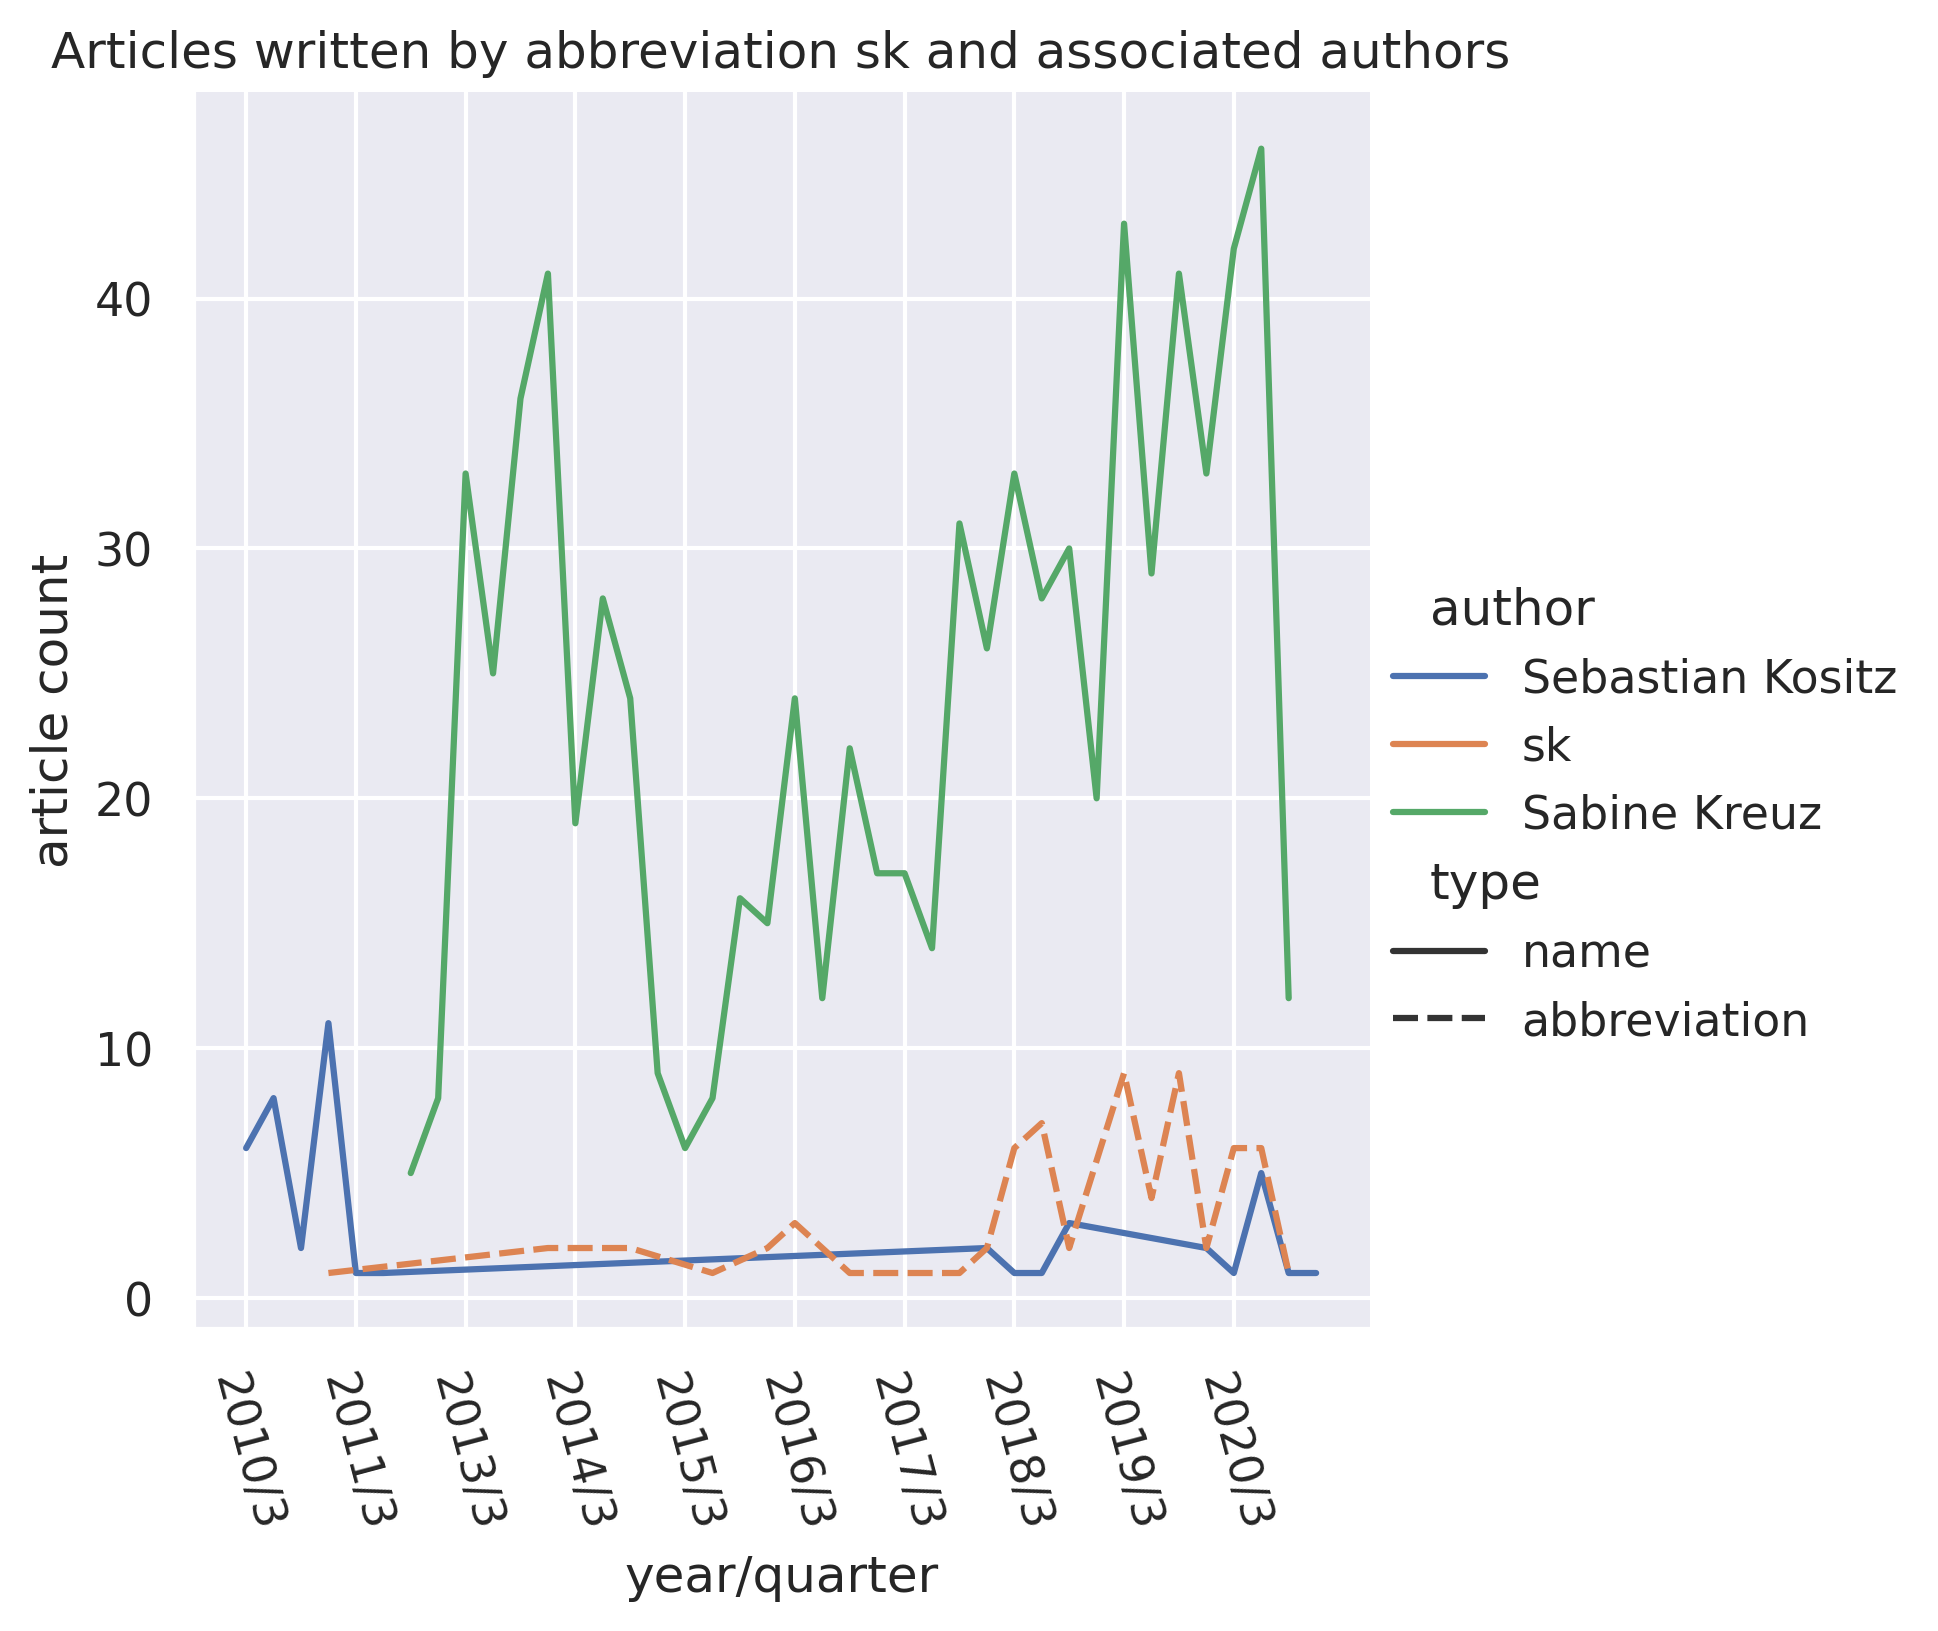 Articles written by abbreviation sk and associated authors
article count
40
30
20
10
0
2010/3
2011/3
2013/3
2014/3
2015/3
2016/3
2017/3
2018/3
2019/3
2020/3
year/quarter
author
Sebastian Kositz
sk
Sabine Kreuz
type
name
abbreviation